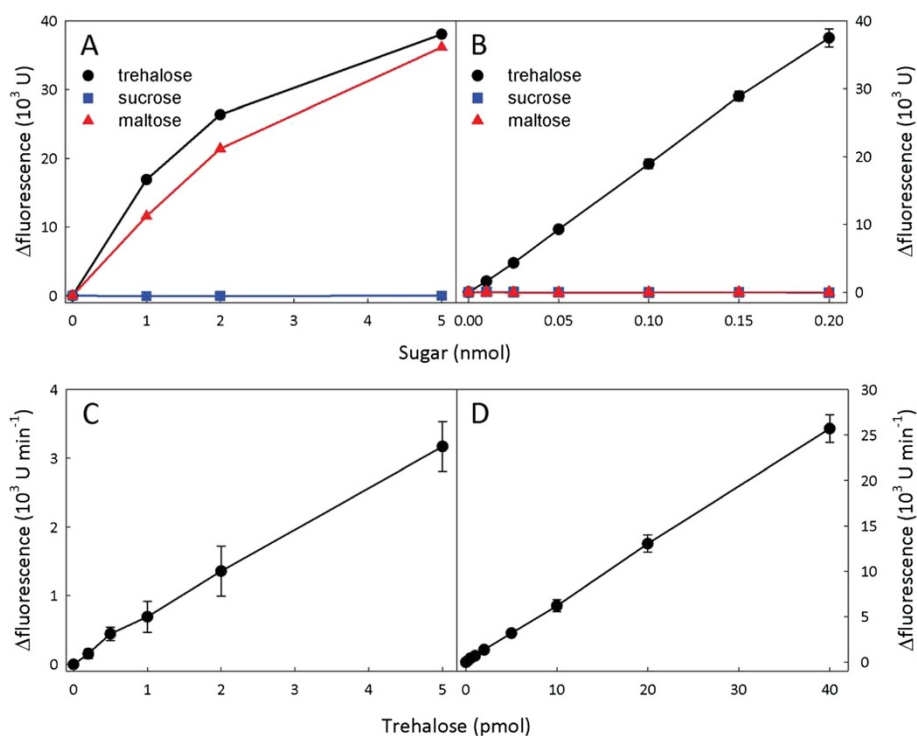 A
trehalose
sucrose
maltose
Δfluorescence (10³ U)
40
30
20
10
0
0 1 2 3 4 5
B
trehalose
sucrose
maltose
40
30
20
10
0
Δfluorescence (10³ U)
0.00 0.05 0.10 0.15 0.20
Sugar (nmol)
C
Δfluorescence (10³ U min⁻¹)
4
3
2
1
0
0 1 2 3 4 5
D
30
25
20
15
10
5
0
Δfluorescence (10³ U min⁻¹)
0 10 20 30 40
Trehalose (pmol)